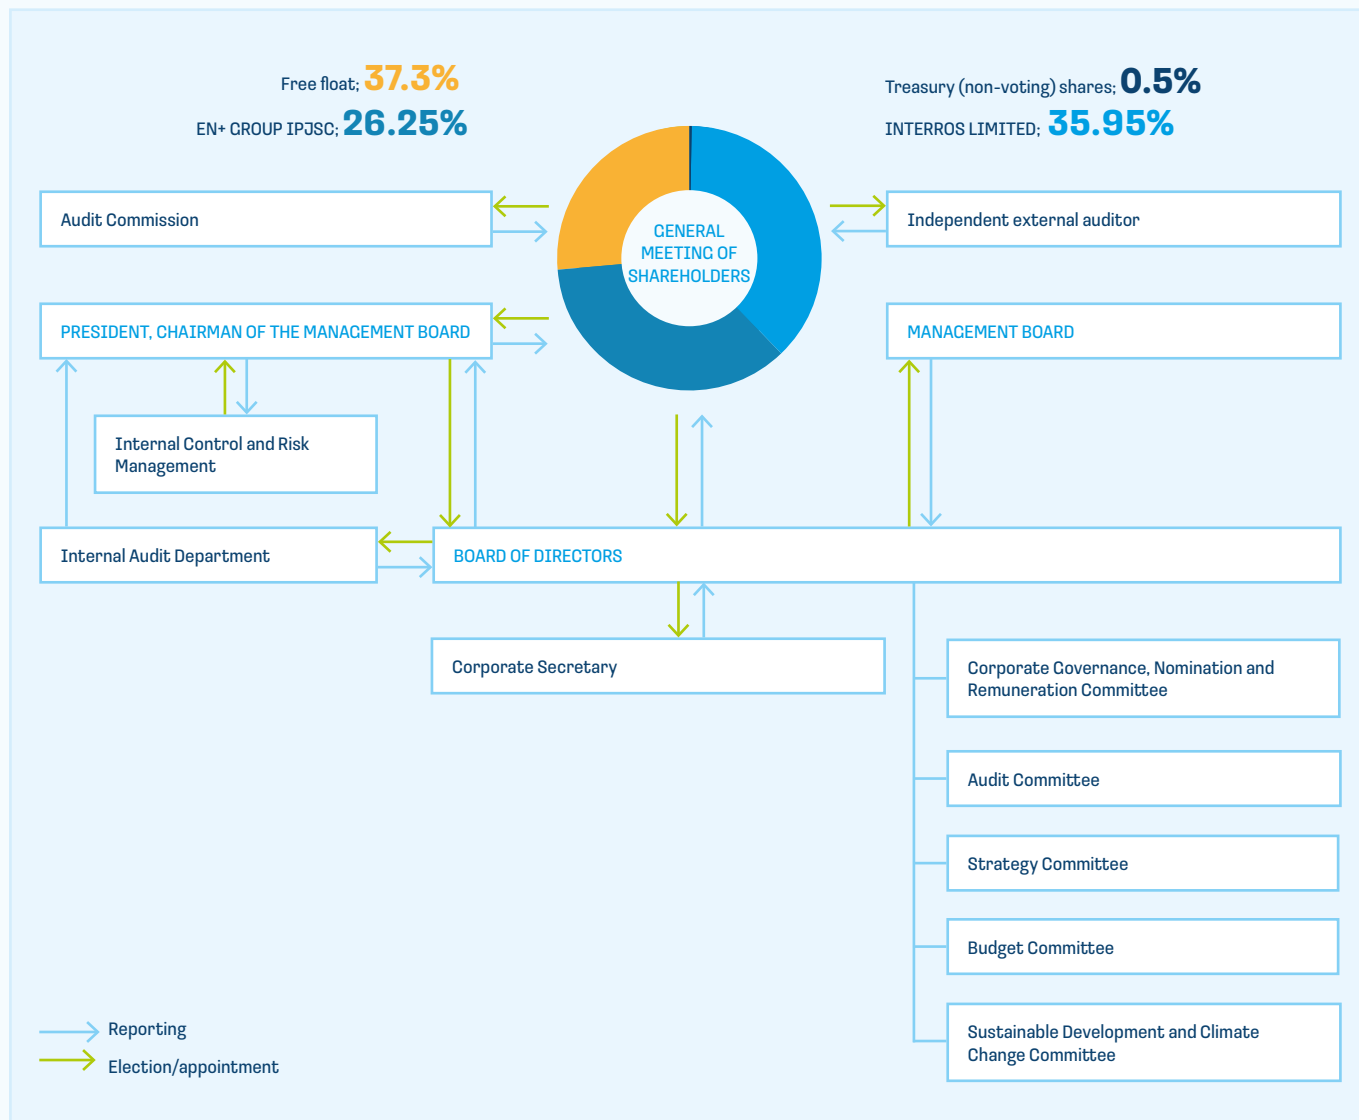 Free float; 37.3%
EN+ GROUP IPJSC; 26.25%
Treasury (non-voting) shares; 0.5%
INTERROS LIMITED; 35.95%
GENERAL
MEETING OF
SHAREHOLDERS
Audit Commission
Independent external auditor
PRESIDENT, CHAIRMAN OF THE MANAGEMENT BOARD
MANAGEMENT BOARD
Internal Control and Risk
Management
Internal Audit Department
BOARD OF DIRECTORS
Corporate Secretary
Corporate Governance, Nomination and
Remuneration Committee
Audit Committee
Strategy Committee
Budget Committee
Sustainable Development and Climate
Change Committee
Reporting
Election/appointment